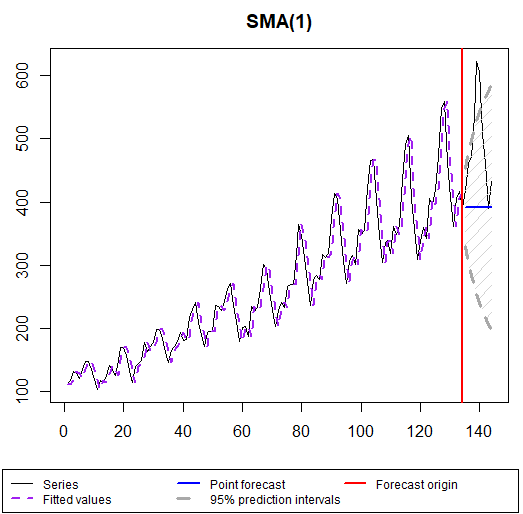 SMA(1)
600
500
400
300
200
100
0 20 40 60 80 100 120 140
Series Point forecast Forecast origin
Fitted values 95% prediction intervals